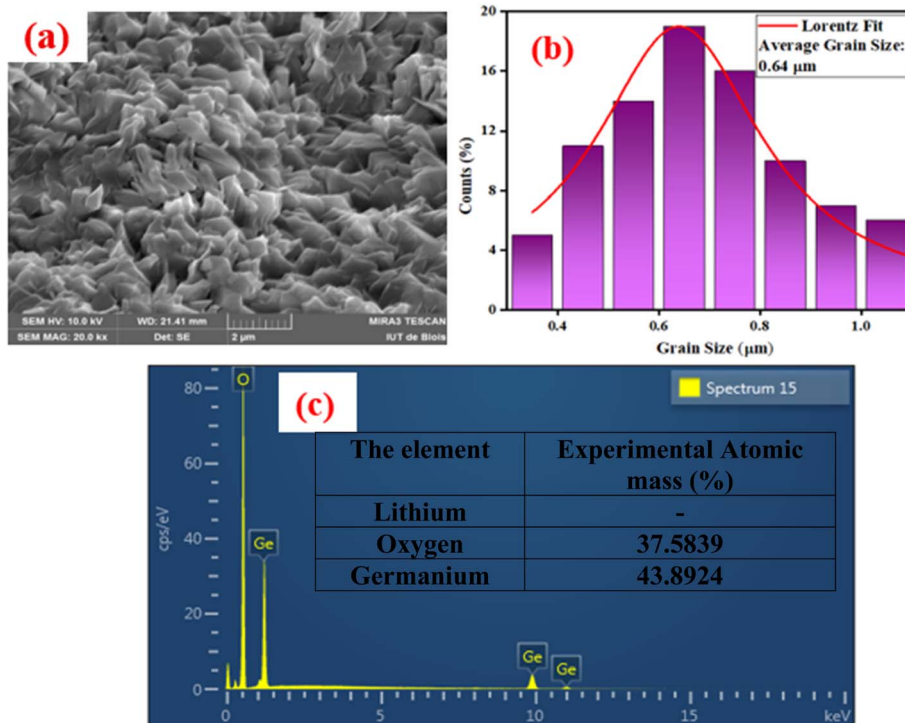 (a)
SEM HV: 10.0 kV WD: 21.41 mm MIRA3 TESCAN
SEM MAG: 20.0 kx Det: SE 2 µm IUT de Blois
(b)
Lorentz Fit
Average Grain Size:
0.64 µm
Counts (%)
20
16
12
8
4
0
0.4 0.6 0.8 1.0
Grain Size (µm)
(c)
Spectrum 15
cps/eV
80
60
40
20
0
O
Ge
Ge
Ge
The element Experimental Atomic
mass (%)
Lithium -
Oxygen 37.5839
Germanium 43.8924
0 5 10 15 keV